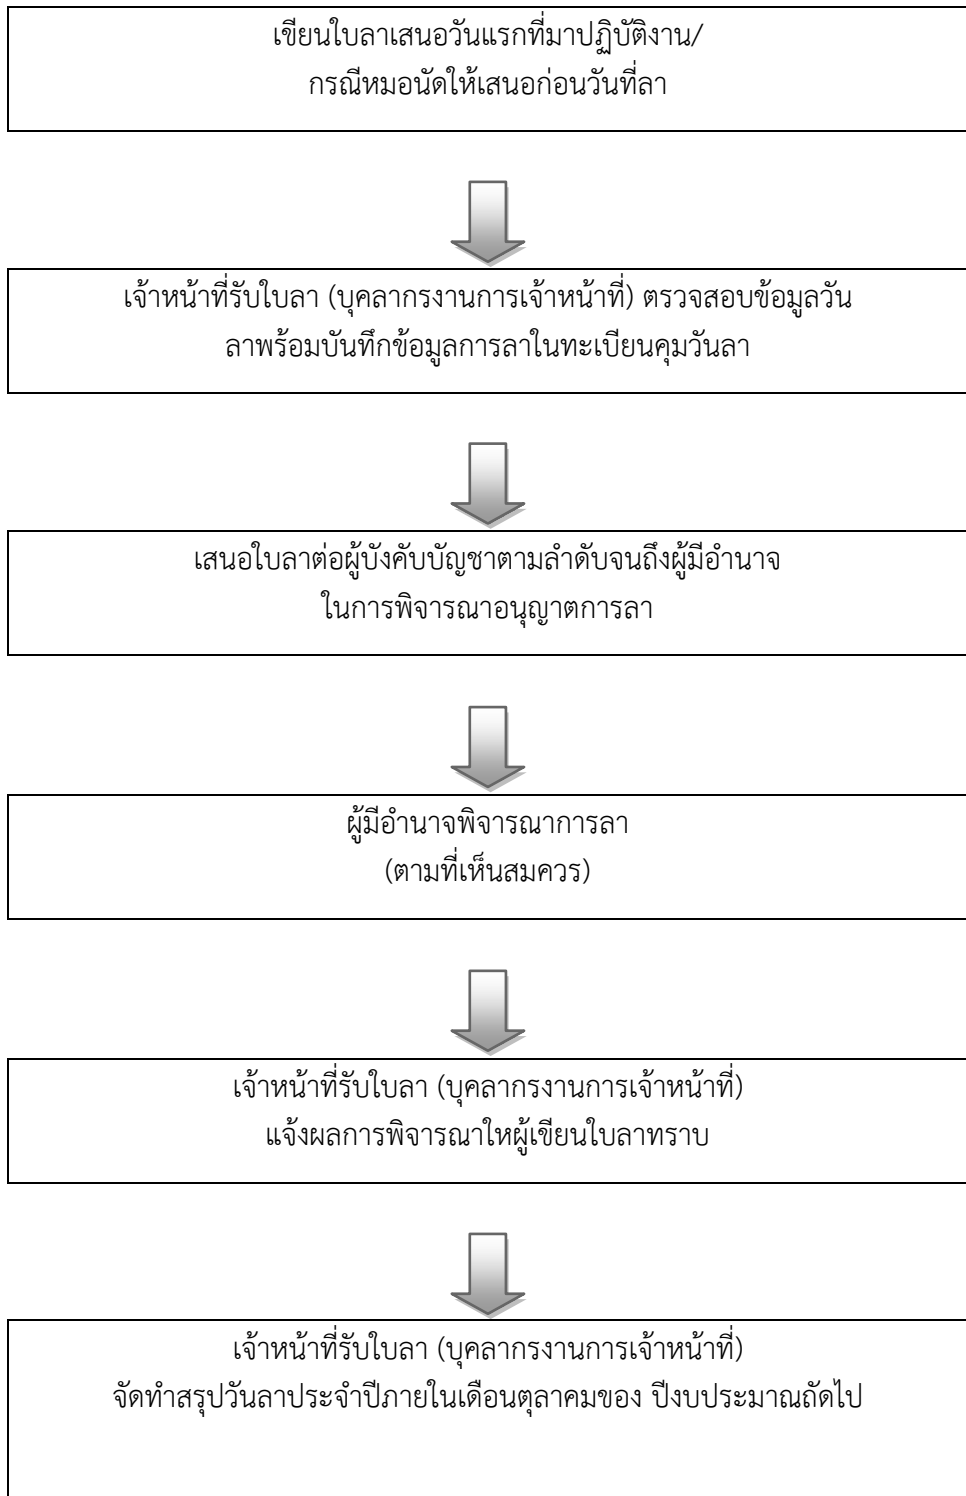 เขียนใบลาเสนอวันแรกที่มาปฏิบัติงาน/
กรณีหมอนัดให้เสนอก่อนวันที่ลา
เจ้าหน้าที่รับใบลา (บุคลากรงานการเจ้าหน้าที่) ตรวจสอบข้อมูลวัน
ลาพร้อมบันทึกข้อมูลการลาในทะเบียนคุมวันลา
เสนอใบลาต่อผู้บังคับบัญชาตามลำดับจนถึงผู้มีอำนาจ
ในการพิจารณาอนุญาตการลา
ผู้มีอำนาจพิจารณาการลา
(ตามที่เห็นสมควร)
เจ้าหน้าที่รับใบลา (บุคลากรงานการเจ้าหน้าที่)
แจ้งผลการพิจารณาใหผู้เขียนใบลาทราบ
เจ้าหน้าที่รับใบลา (บุคลากรงานการเจ้าหน้าที่)
จัดทำสรุปวันลาประจำปีภายในเดือนตุลาคมของ ปีงบประมาณถัดไป